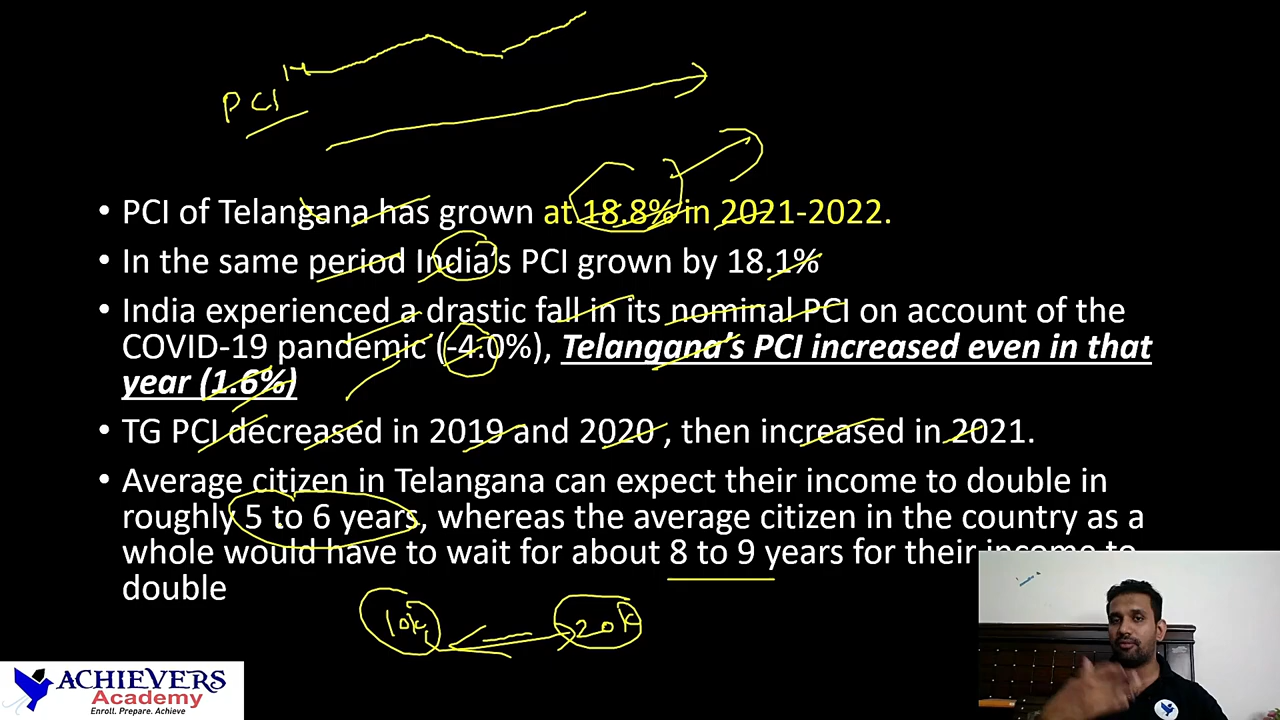 PCI
• PCI of Telangana has grown at 18.8% in 2021-2022.
• In the same period India's PCI grown by 18.1%
• India experienced a drastic fall in its nominal PCI on account of the
COVID-19 pandemic (-4.0%), Telangana's PCI increased even in that
year (1.6%)
• TG PCI decreased in 2019 and 2020 , then increased in 2021.
• Average citizen in Telangana can expect their income to double in
roughly 5 to 6 years, whereas the average citizen in the country as a
whole would have to wait for about 8 to 9 years for their income to
double
10K 20K
ACHIEVERS
Academy
Enroll. Prepare. Achieve